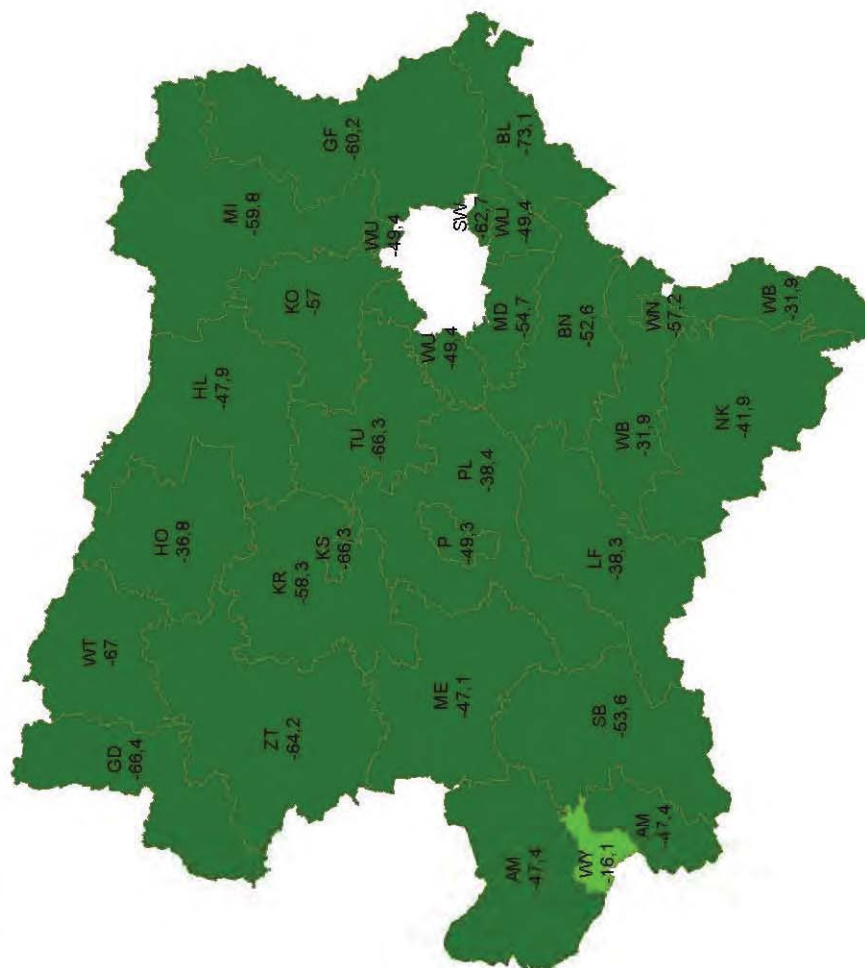 WT
-67
GD
-66,4
HO
-36,8
HL
-47,9
MI
-59,8
ZT
-64,2
KR
-58,3
KO
-57
KS
-66,3
GF
-60,2
TU
-66,3
WU
-49,4
WU
-49,4
ME
-47,1
P
-49,3
PL
-38,4
SW
-62,7
MD
-54,7
WU
-49,4
BL
-73,1
AM
-47,4
BN
-52,6
WY
-16,1
SB
-53,6
LF
-38,3
WB
-31,9
AM
-47,4
WN
-57,2
NK
-41,9
WB
-31,9